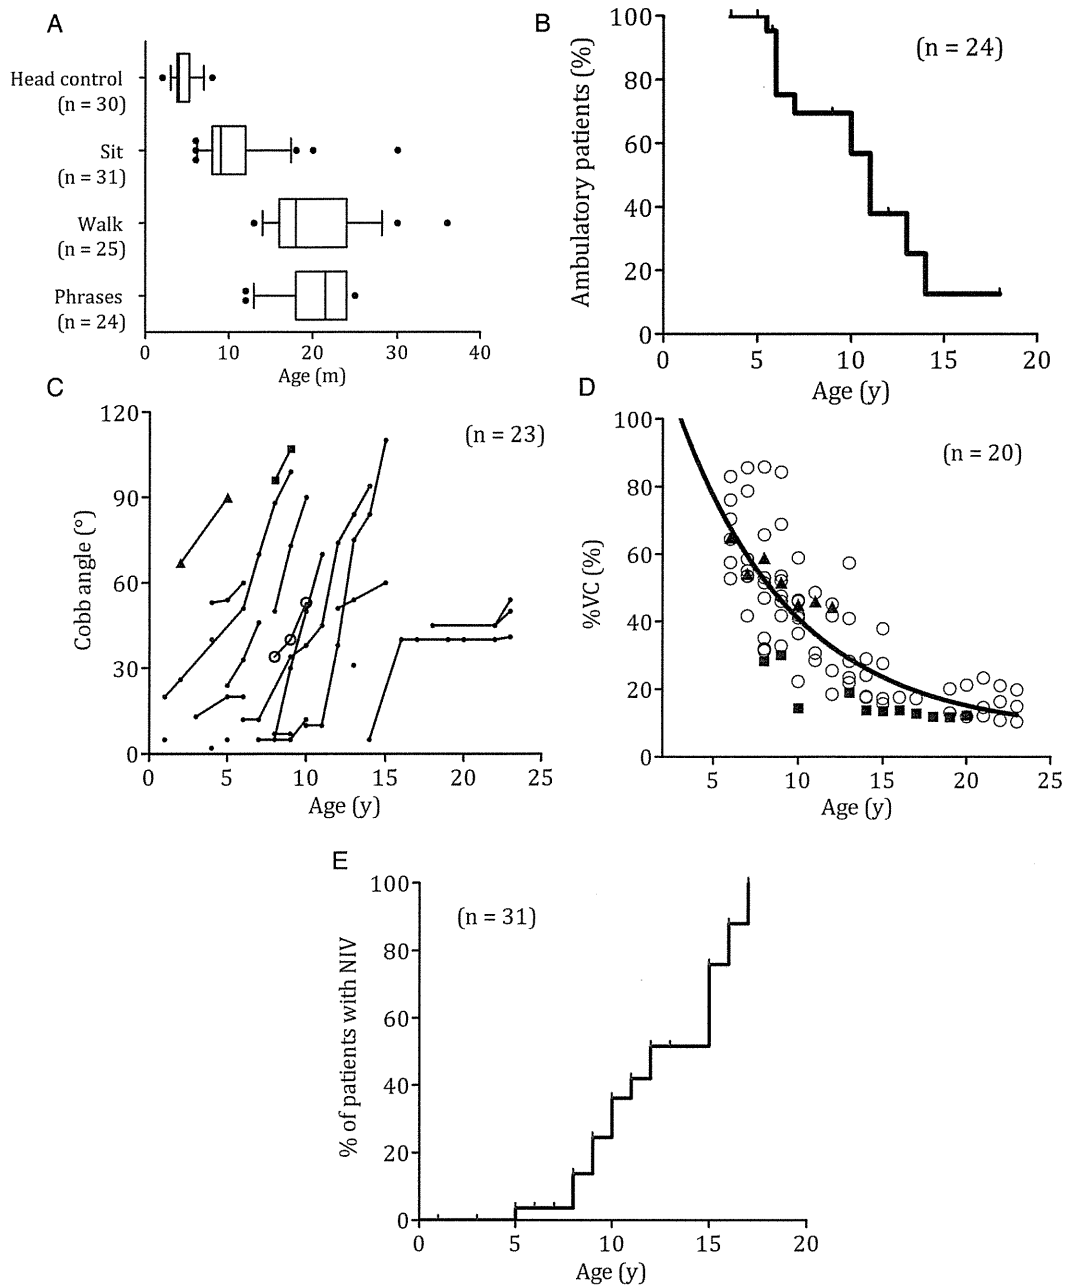 A
Head control
(n = 30)
Sit
(n = 31)
Walk
(n = 25)
Phrases
(n = 24)
0 10 20 30 40
Age (m)
B
(n = 24)
Ambulatory patients (%)
100
80
60
40
20
0
0 5 10 15 20
Age (y)
C
(n = 23)
Cobb angle (°)
120
90
60
30
0
0 5 10 15 20 25
Age (y)
D
(n = 20)
%VC (%)
100
80
60
40
20
0
5 10 15 20 25
Age (y)
E
(n = 31)
% of patients with NIV
100
80
60
40
20
0
0 5 10 15 20
Age (y)